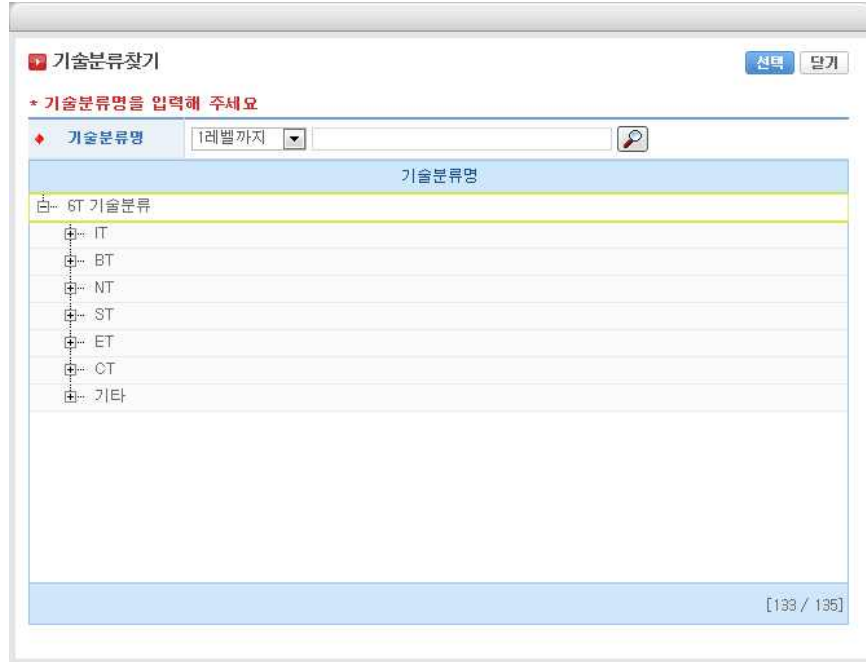 기술분류찾기
선택 닫기
* 기술분류명을 입력해 주세요
기술분류명 1레벨까지
기술분류명
6T 기술분류
IT
BT
NT
ST
ET
CT
기타
[133 / 135]